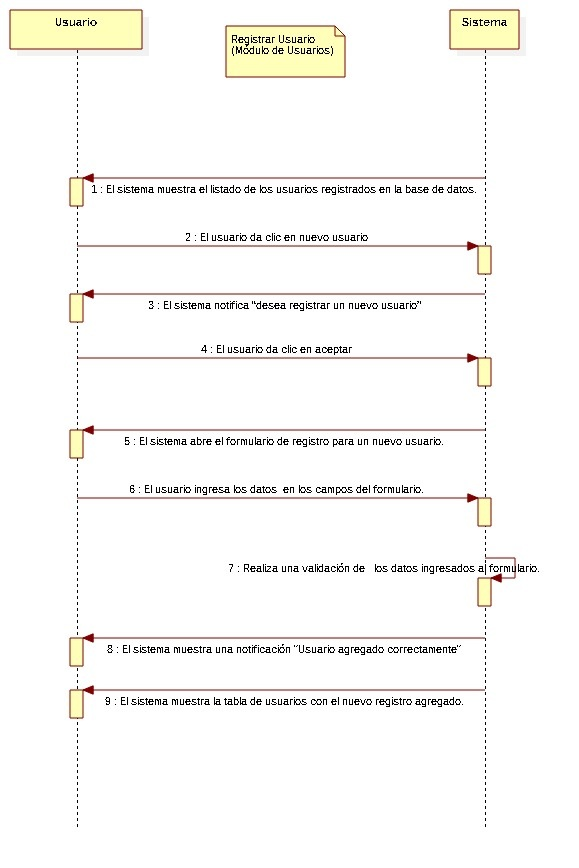 Usuario
Registrar Usuario
(Módulo de Usuarios)
Sistema
1 : El sistema muestra el listado de los usuarios registrados en la base de datos.
2 : El usuario da clic en nuevo usuario
3 : El sistema notifica "desea registrar un nuevo usuario"
4 : El usuario da clic en aceptar
5 : El sistema abre el formulario de registro para un nuevo usuario.
6 : El usuario ingresa los datos  en los campos del formulario.
7 : Realiza una validación de   los datos ingresados al formulario.
8 : El sistema muestra una notificación "Usuario agregado correctamente"
9 : El sistema muestra la tabla de usuarios con el nuevo registro agregado.